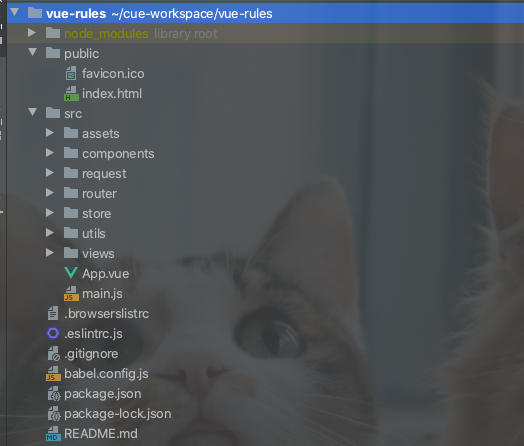 vue-rules ~/cue-workspace/vue-rules
node_modules library root
public
favicon.ico
index.html
src
assets
components
request
router
store
utils
views
App.vue
main.js
.browserslistrc
.eslintrc.js
.gitignore
babel.config.js
package.json
package-lock.json
README.md